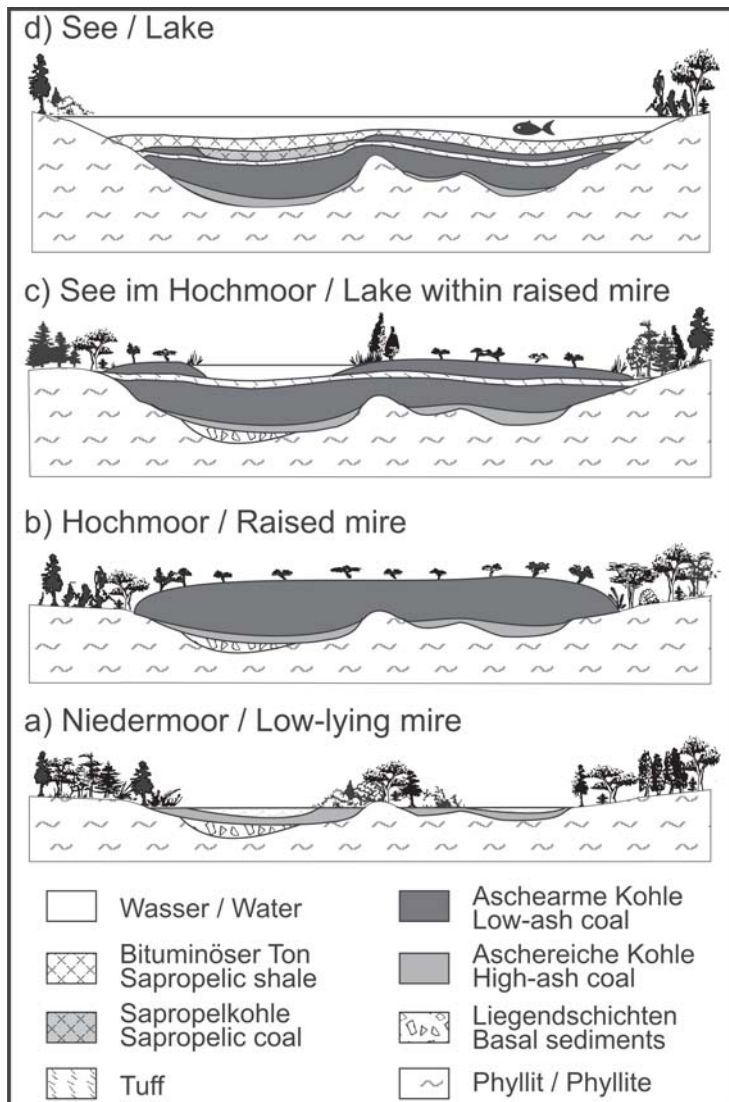 d) See / Lake
c) See im Hochmoor / Lake within raised mire
b) Hochmoor / Raised mire
a) Niedermoor / Low-lying mire
Wasser / Water
Bituminöser Ton
Sapropelic shale
Sapropelkohle
Sapropelic coal
Tuff
Aschearme Kohle
Low-ash coal
Aschereiche Kohle
High-ash coal
Liegendschichten
Basal sediments
Phyllit / Phyllite